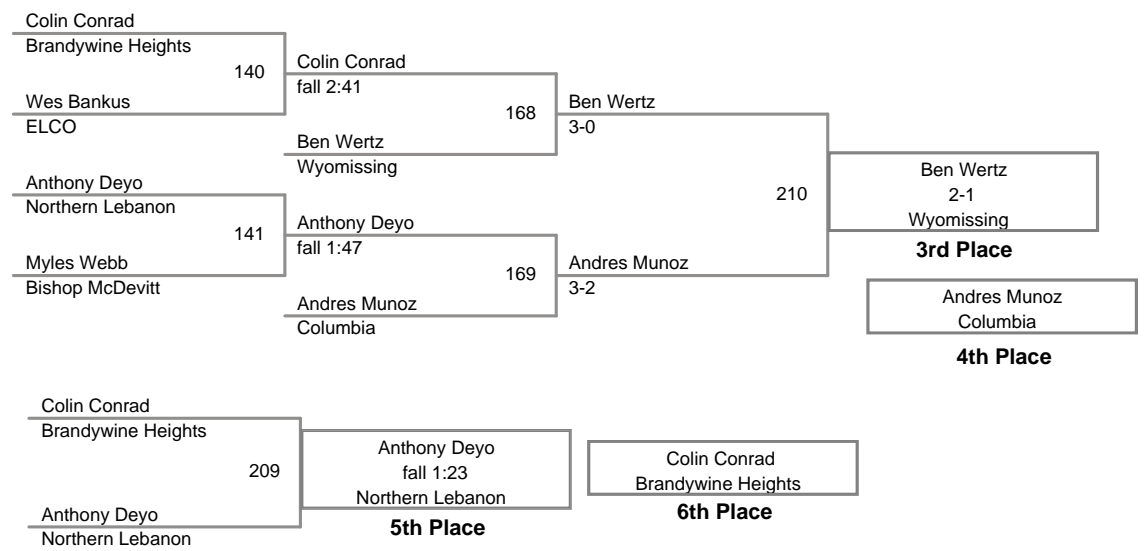 Colin Conrad
Brandywine Heights
140
Colin Conrad
fall 2:41
Wes Bankus
ELCO
168
Ben Wertz
3-0
Ben Wertz
Wyomissing
Anthony Deyo
Northern Lebanon
141
Anthony Deyo
fall 1:47
Myles Webb
Bishop McDevitt
169
Andres Munoz
3-2
Andres Munoz
Columbia
210
Ben Wertz
2-1
Wyomissing
3rd Place
Andres Munoz
Columbia
4th Place
Colin Conrad
Brandywine Heights
209
Anthony Deyo
Northern Lebanon
Anthony Deyo
fall 1:23
Northern Lebanon
5th Place
Colin Conrad
Brandywine Heights
6th Place